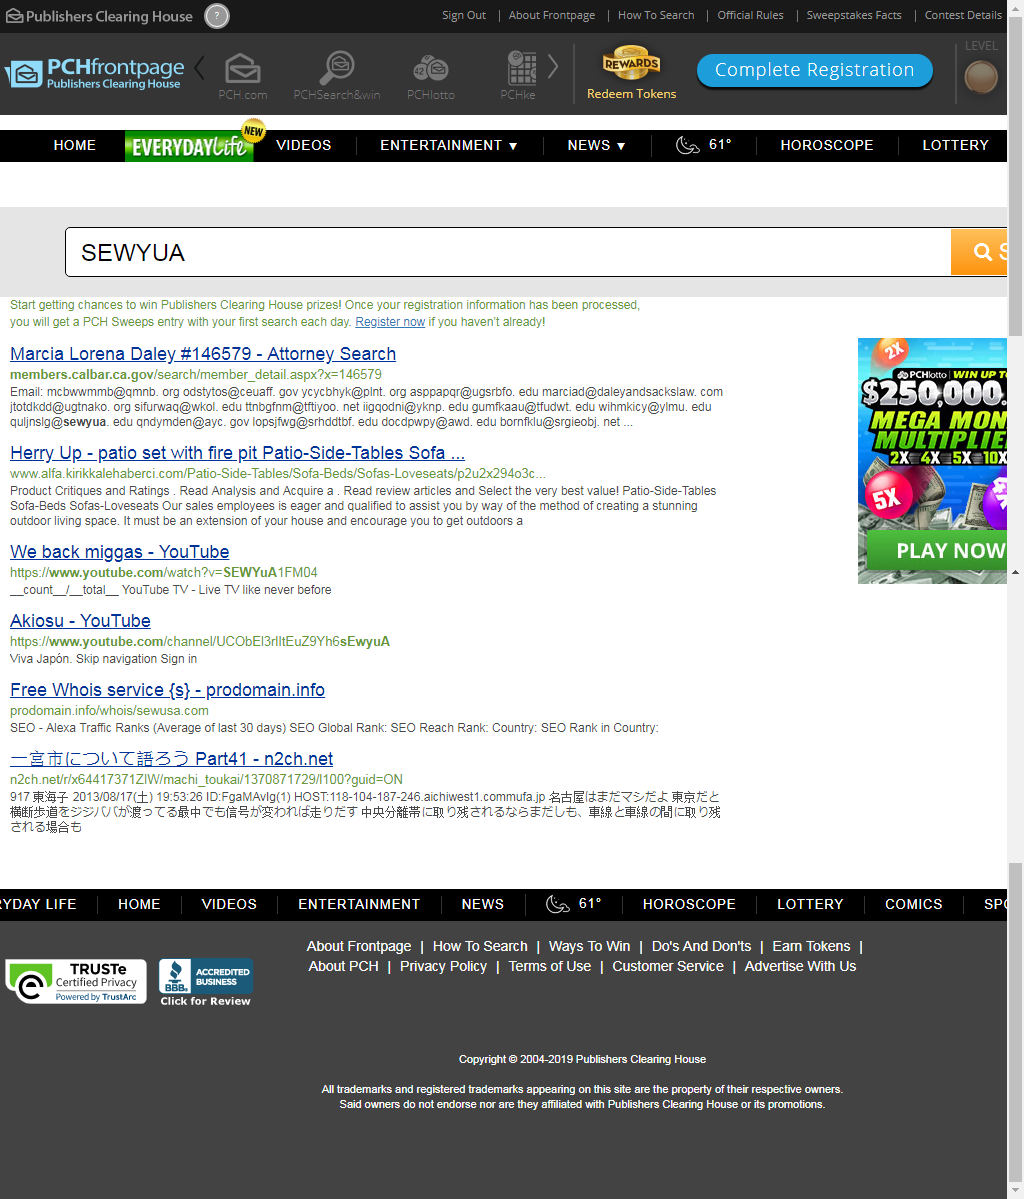 Publishers Clearing House ?
Sign Out | About Frontpage | How To Search | Official Rules | Sweepstakes Facts | Contest Details
PCHfrontpage
Publishers Clearing House
PCH.com PCHSearch&win PCHlotto PCHke
REWARDS
Redeem Tokens
Complete Registration
LEVEL
HOME EVERYDAY Life NEW VIDEOS ENTERTAINMENT ▼ NEWS ▼ 61° HOROSCOPE LOTTERY
SEWYUA
S
Start getting chances to win Publishers Clearing House prizes! Once your registration information has been processed,
you will get a PCH Sweeps entry with your first search each day. Register now if you haven't already!
Marcia Lorena Daley #146579 - Attorney Search
members.calbar.ca.gov/search/member_detail.aspx?x=146579
Email: mcbwwmmb@qmnb. org odstytos@ceuaff. gov ycycbhyk@plnt. org asppapqr@ugsrbfo. edu marciad@daleyandsackslaw. com
jtotdkdd@ugtnako. org sifurwaq@wkol. edu ttnbgfnm@tftiyoo. net iigqodni@yknp. edu gumfkaau@tfudwt. edu wihmkicy@ylmu. edu
quljnslg@sewyua. edu qndymden@ayc. gov lopsjfwg@srhddtbf. edu docdpwpy@awd. edu bornfklu@srgieobj. net ...
Herry Up - patio set with fire pit Patio-Side-Tables Sofa ...
www.alfa.kirikkalehaberci.com/Patio-Side-Tables/Sofa-Beds/Sofas-Loveseats/p2u2x294o3c...
Product Critiques and Ratings . Read Analysis and Acquire a . Read review articles and Select the very best value! Patio-Side-Tables
Sofa-Beds Sofas-Loveseats Our sales employees is eager and qualified to assist you by way of the method of creating a stunning
outdoor living space. It must be an extension of your house and encourage you to get outdoors a
We back miggas - YouTube
https://www.youtube.com/watch?v=SEWYuA1FM04
__count__/__total__ YouTube TV - Live TV like never before
Akiosu - YouTube
https://www.youtube.com/channel/UCObEl3rlltEuZ9Yh6sEwyuA
Viva Japón. Skip navigation Sign in
Free Whois service {s} - prodomain.info
prodomain.info/whois/sewusa.com
SEO - Alexa Traffic Ranks (Average of last 30 days) SEO Global Rank: SEO Reach Rank: Country: SEO Rank in Country:
一宮市について語ろう Part41 - n2ch.net
n2ch.net/r/x64417371ZlW/machi_toukai/1370871729/l100?guid=ON
917 東海子 2013/08/17(土) 19:53:26 ID:FgaMAvIg(1) HOST:118-104-187-246.aichiwest1.commufa.jp 名古屋はまだマシだよ 東京だと
横断歩道をジジババが渡ってる最中でも信号が変われば走りだす 中央分離帯に取り残されるならまだしも、車線と車線の間に取り残
される場合も
2X
PCHlotto WIN UP TO
$250,000.
MEGA MON
MULTIPLIE
2X 4X 5X 10X
5X
PLAY NOW
RYDAY LIFE HOME VIDEOS ENTERTAINMENT NEWS 61° HOROSCOPE LOTTERY COMICS SPO
About Frontpage | How To Search | Ways To Win | Do's And Don'ts | Earn Tokens |
About PCH | Privacy Policy | Terms of Use | Customer Service | Advertise With Us
TRUSTe
Certified Privacy
Powered by TrustArc
BBB.
ACCREDITED
BUSINESS
Click for Review
Copyright © 2004-2019 Publishers Clearing House
All trademarks and registered trademarks appearing on this site are the property of their respective owners.
Said owners do not endorse nor are they affiliated with Publishers Clearing House or its promotions.